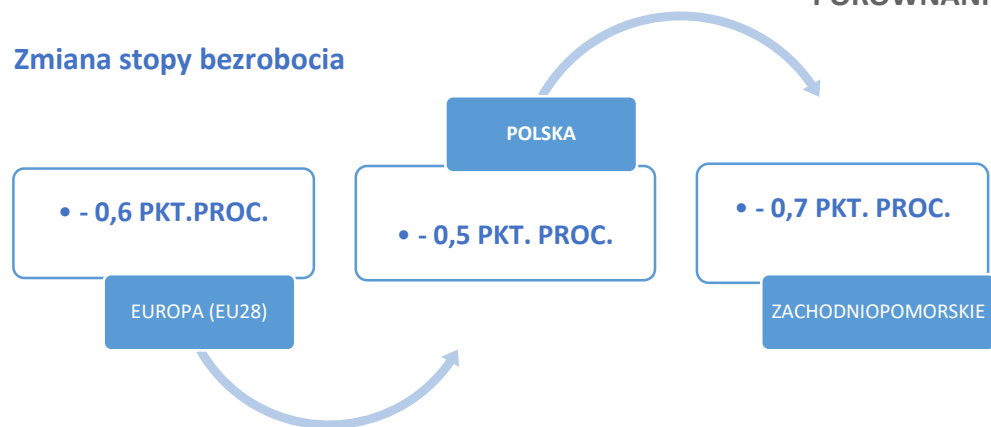 Zmiana stopy bezrobocia
POLSKA
• - 0,6 PKT.PROC.
• - 0,5 PKT. PROC.
• - 0,7 PKT. PROC.
EUROPA (EU28)
ZACHODNIOPOMORSKIE